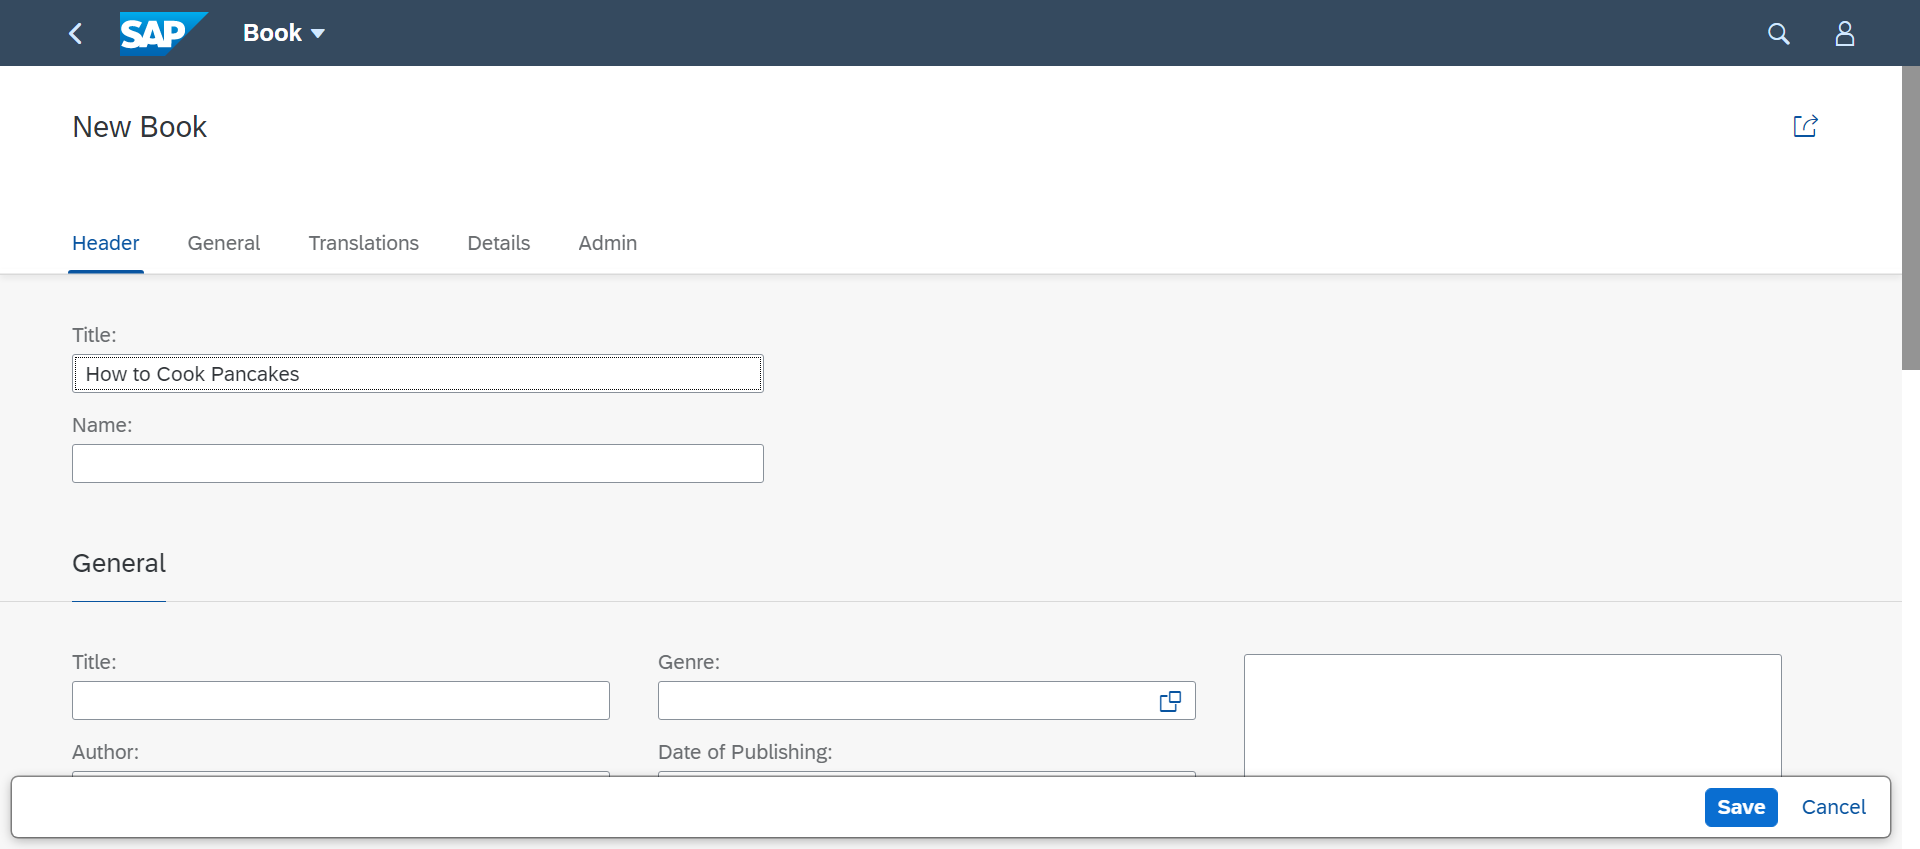 SAP Book
New Book
Header General Translations Details Admin
Title:
How to Cook Pancakes
Name:
General
Title: Genre:
Author: Date of Publishing:
Save Cancel